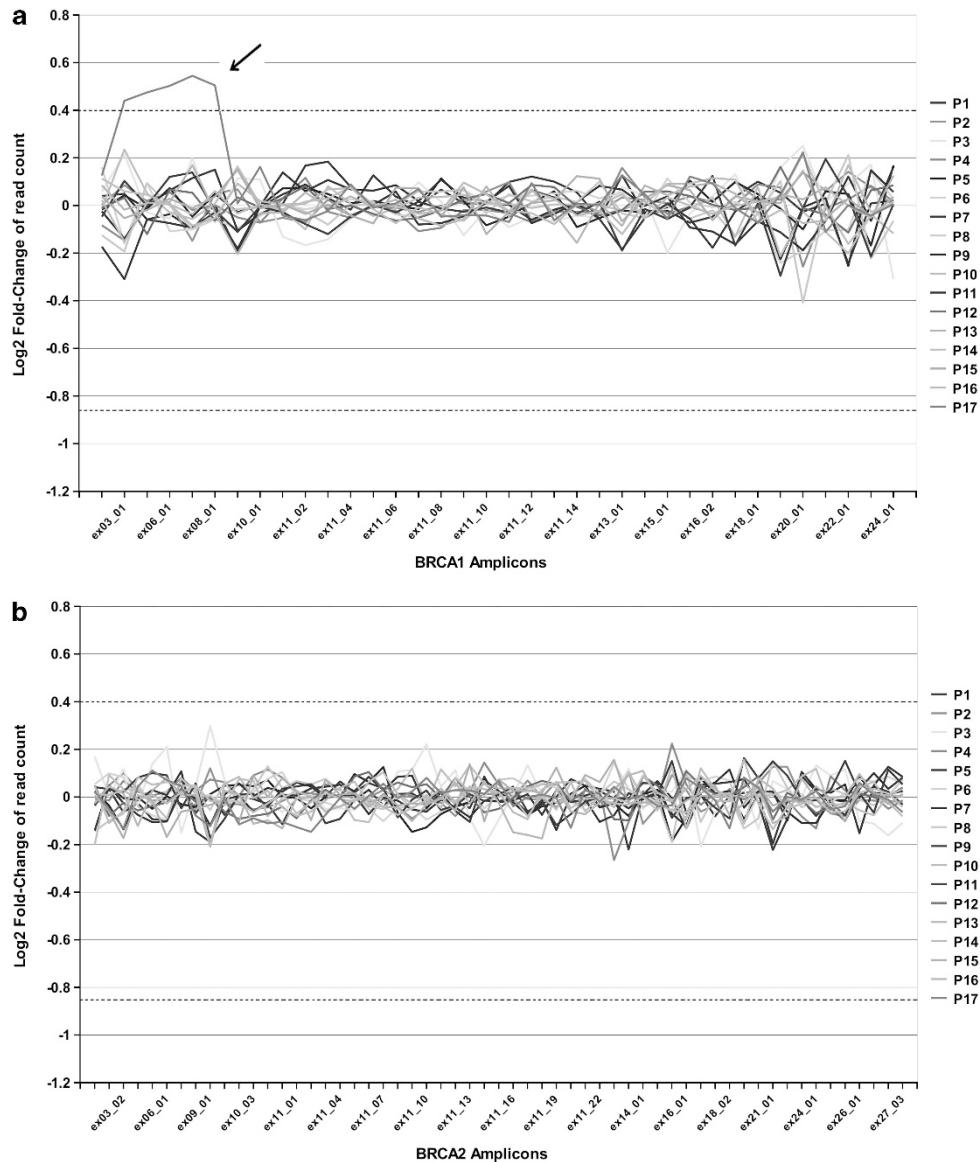 a
0.8
0.6
0.4
0.2
0
-0.2
-0.4
-0.6
-0.8
-1
-1.2
Log2 Fold-Change of read count
ex03_01
ex06_01
ex08_01
ex10_01
ex11_02
ex11_04
ex11_06
ex11_08
ex11_10
ex11_12
ex11_14
ex13_01
ex15_01
ex16_02
ex18_01
ex20_01
ex22_01
ex24_01
BRCA1 Amplicons
P1
P2
P3
P4
P5
P6
P7
P8
P9
P10
P11
P12
P13
P14
P15
P16
P17
b
0.8
0.6
0.4
0.2
0
-0.2
-0.4
-0.6
-0.8
-1
-1.2
Log2 Fold-Change of read count
ex03_02
ex06_01
ex09_01
ex10_03
ex11_01
ex11_04
ex11_07
ex11_10
ex11_13
ex11_16
ex11_19
ex11_22
ex14_01
ex16_01
ex18_02
ex21_01
ex24_01
ex26_01
ex27_03
BRCA2 Amplicons
P1
P2
P3
P4
P5
P6
P7
P8
P9
P10
P11
P12
P13
P14
P15
P16
P17